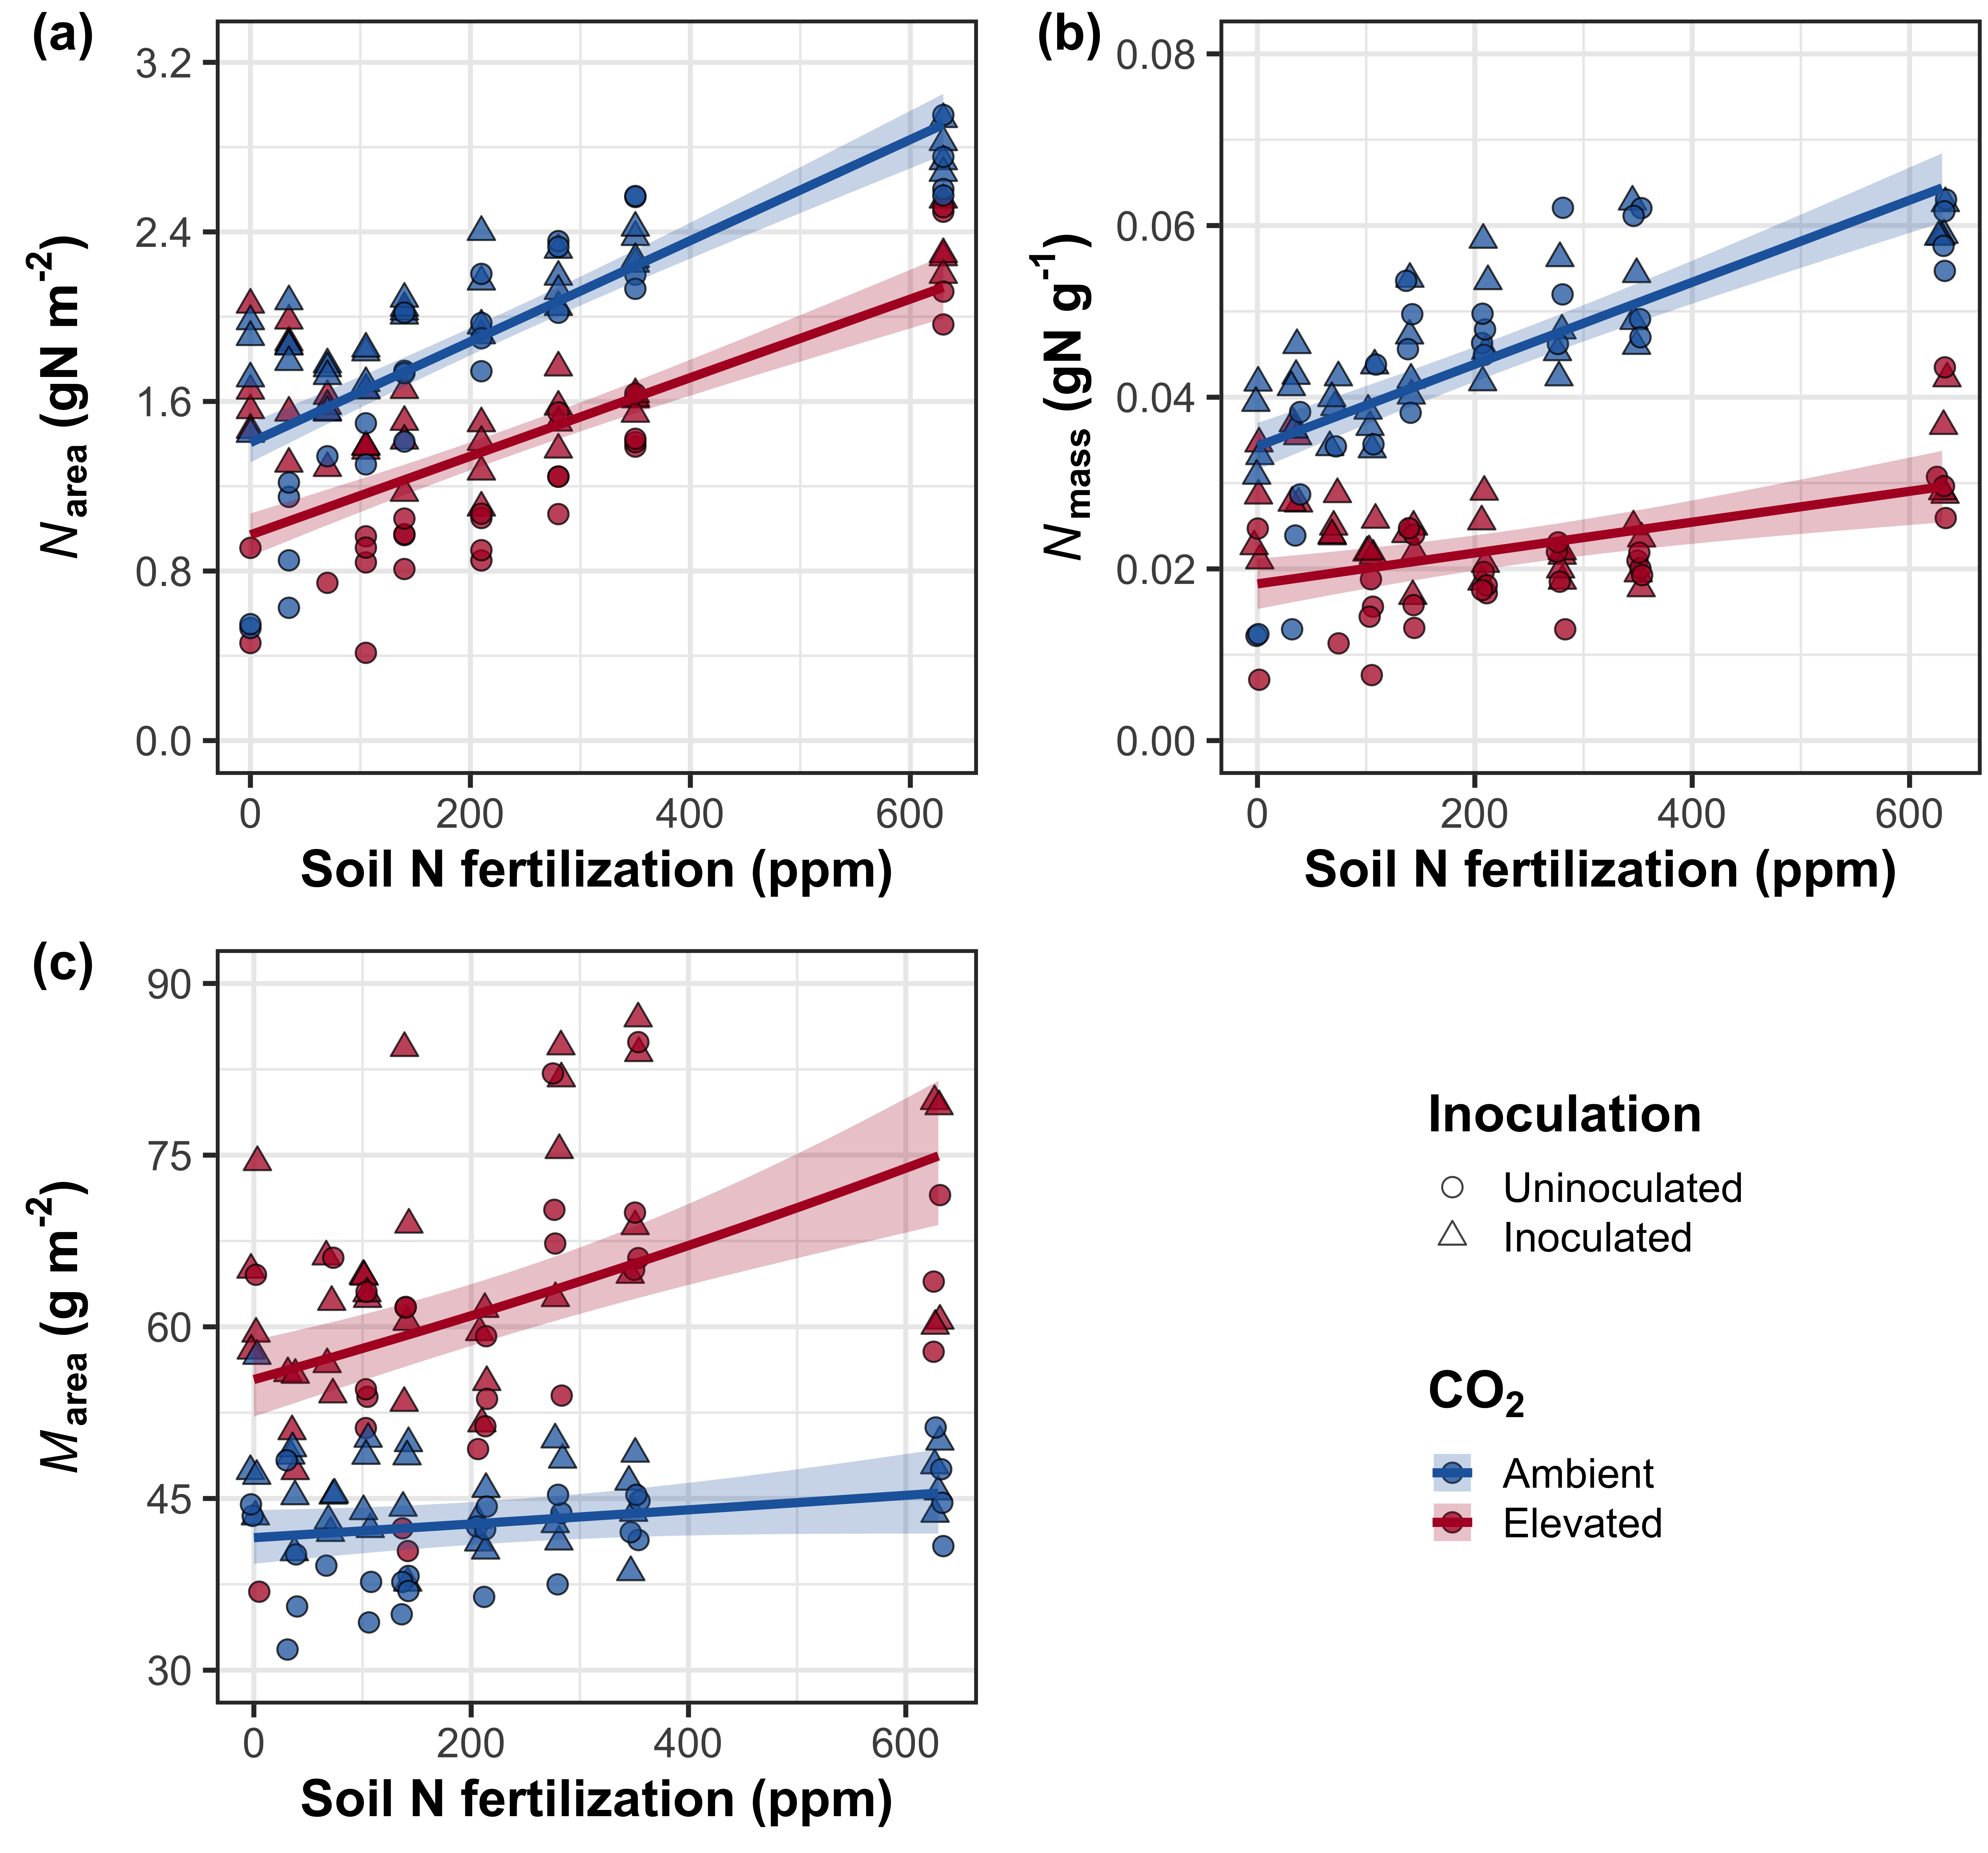 (a)
N area (gN m-2)
3.2
2.4
1.6
0.8
0.0
0 200 400 600
Soil N fertilization (ppm)
(b)
N mass (gN g-1)
0.08
0.06
0.04
0.02
0.00
0 200 400 600
Soil N fertilization (ppm)
(c)
M area (g m-2)
90
75
60
45
30
0 200 400 600
Soil N fertilization (ppm)
Inoculation
Uninoculated
Inoculated
CO2
Ambient
Elevated